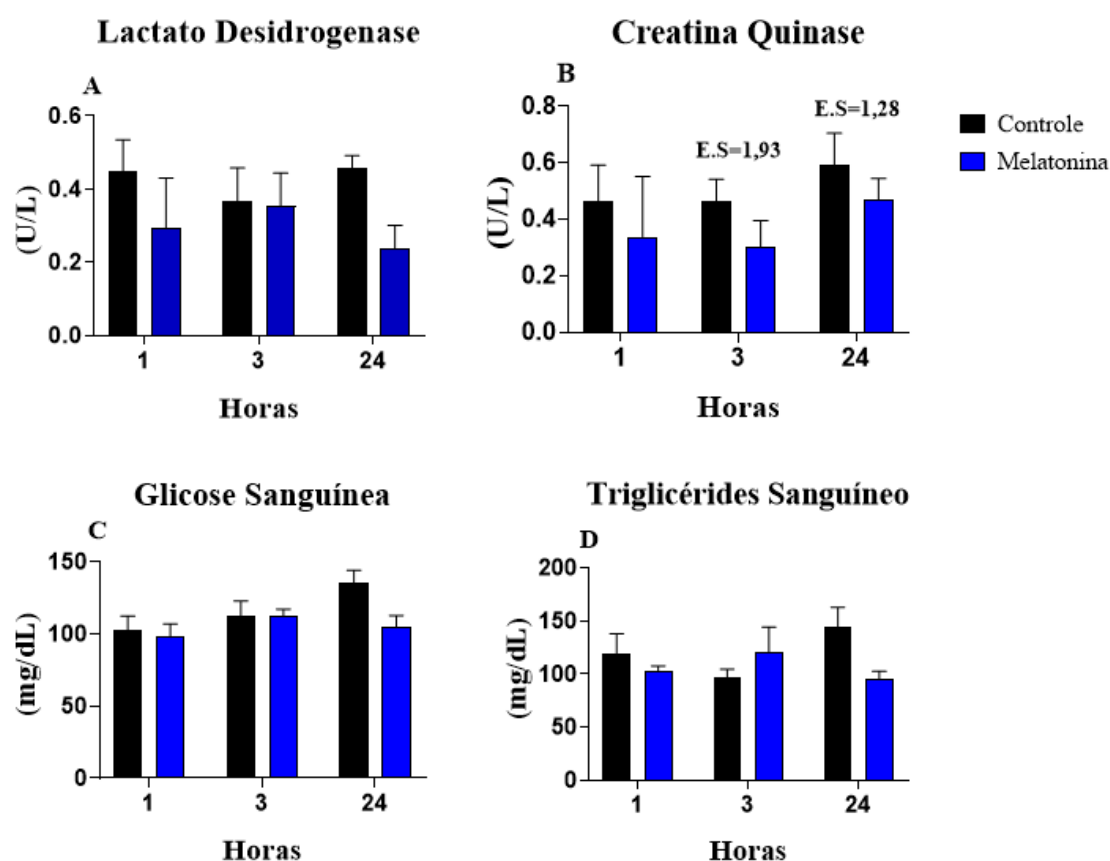 Lactato Desidrogenase
A
(U/L)
0.6
0.4
0.2
0.0
1 3 24
Horas
Creatina Quinase
B
(U/L)
0.8
0.6
0.4
0.2
0.0
E.S=1,93
E.S=1,28
1 3 24
Horas
Controle
Melatonina
Glicose Sanguínea
C
(mg/dL)
150
100
50
0
1 3 24
Horas
Triglicérides Sanguíneo
D
(mg/dL)
200
150
100
50
0
1 3 24
Horas